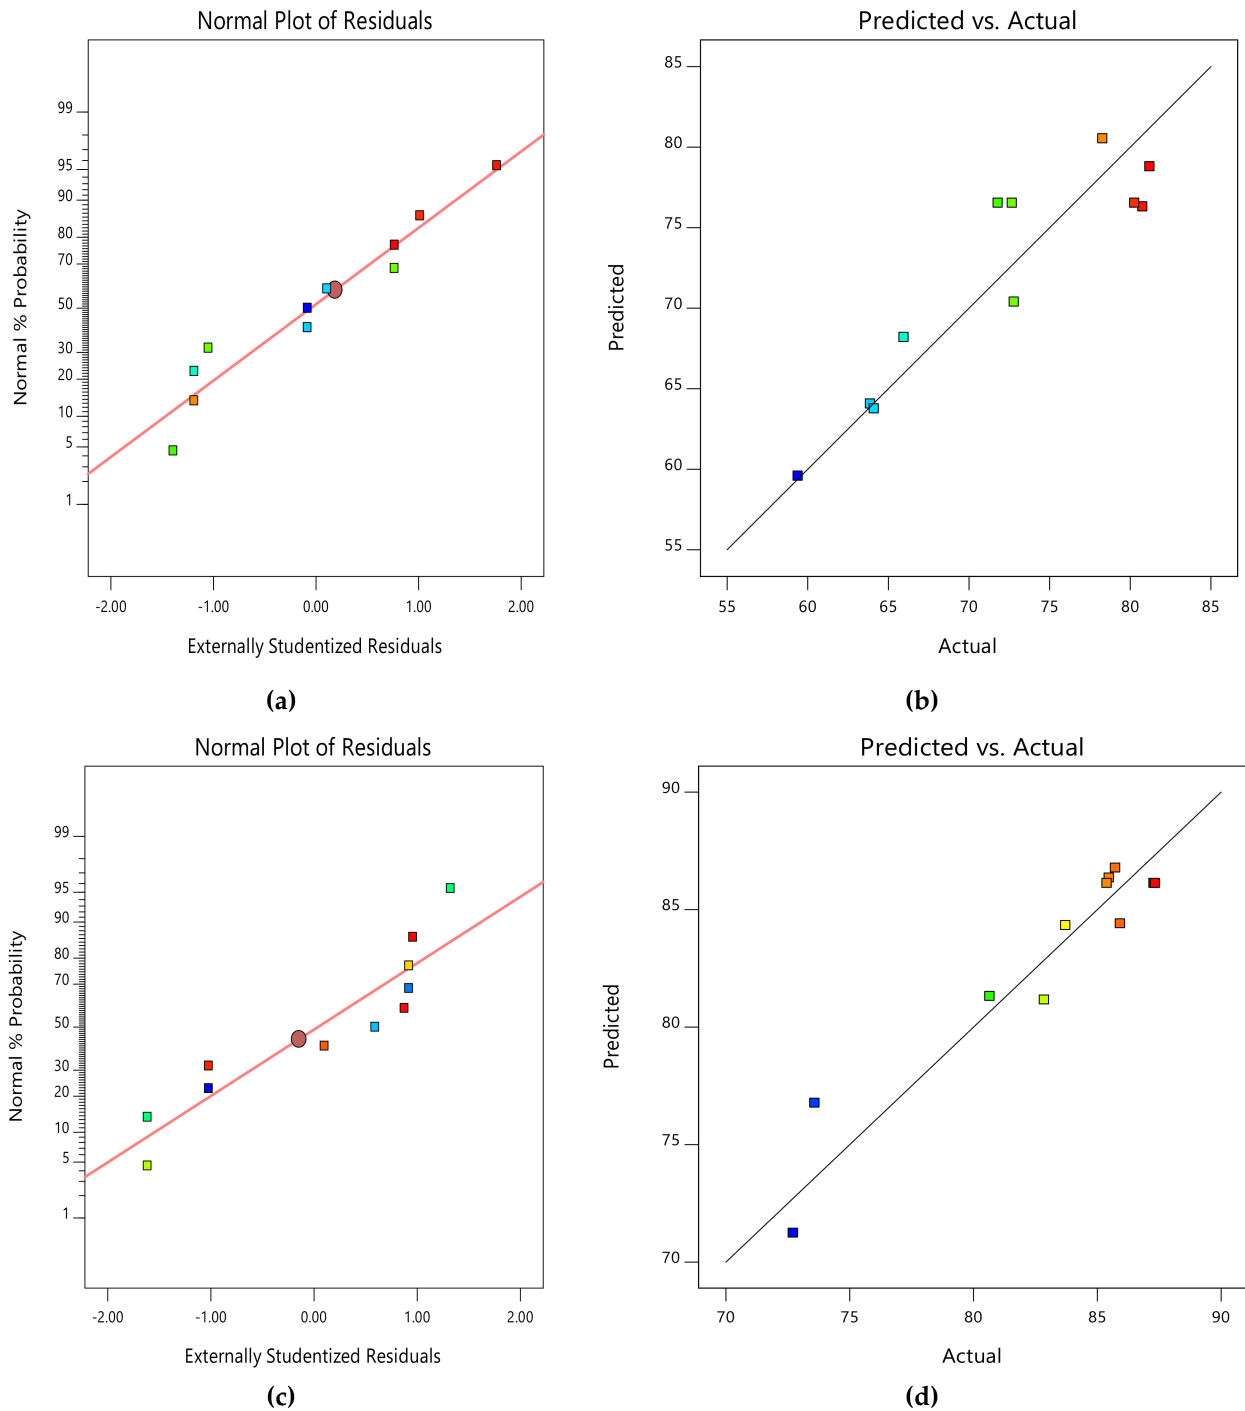 Normal Plot of Residuals
Normal % Probability
99
95
90
80
70
50
30
20
10
5
1
-2.00 -1.00 0.00 1.00 2.00
Externally Studentized Residuals
(a)
Predicted vs. Actual
Predicted
85
80
75
70
65
60
55
55 60 65 70 75 80 85
Actual
(b)
Normal Plot of Residuals
Normal % Probability
99
95
90
80
70
50
30
20
10
5
1
-2.00 -1.00 0.00 1.00 2.00
Externally Studentized Residuals
(c)
Predicted vs. Actual
Predicted
90
85
80
75
70
70 75 80 85 90
Actual
(d)